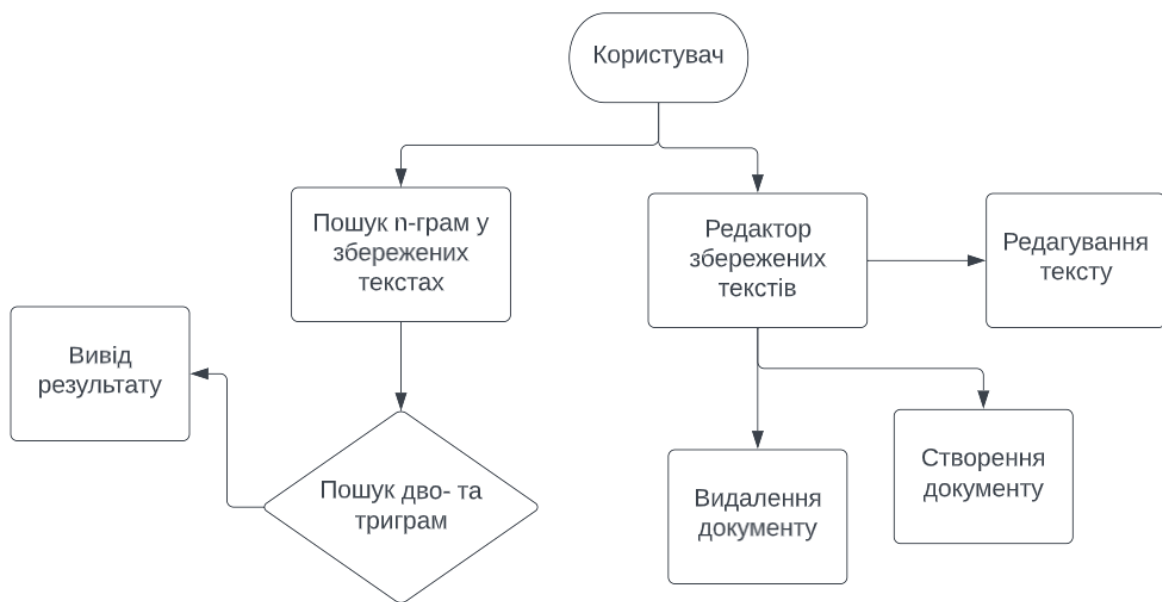 Користувач
Пошук n-грам у
збережених
текстах
Редактор
збережених
текстів
Редагування
тексту
Вивід
результату
Пошук дво- та
триграм
Видалення
документу
Створення
документу